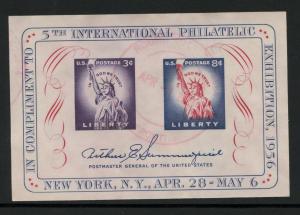 IN COMPLIMENT TO 5TH INTERNATIONAL PHILATELIC EXHIBITION, 1956
U.S. POSTAGE 3¢
IN GOD WE TRUST
LIBERTY
U.S. POSTAGE 8¢
IN GOD WE TRUST
LIBERTY
Arthur E. Summerfield
POSTMASTER GENERAL OF THE UNITED STATES
NEW YORK, N.Y., APR. 28-MAY 6